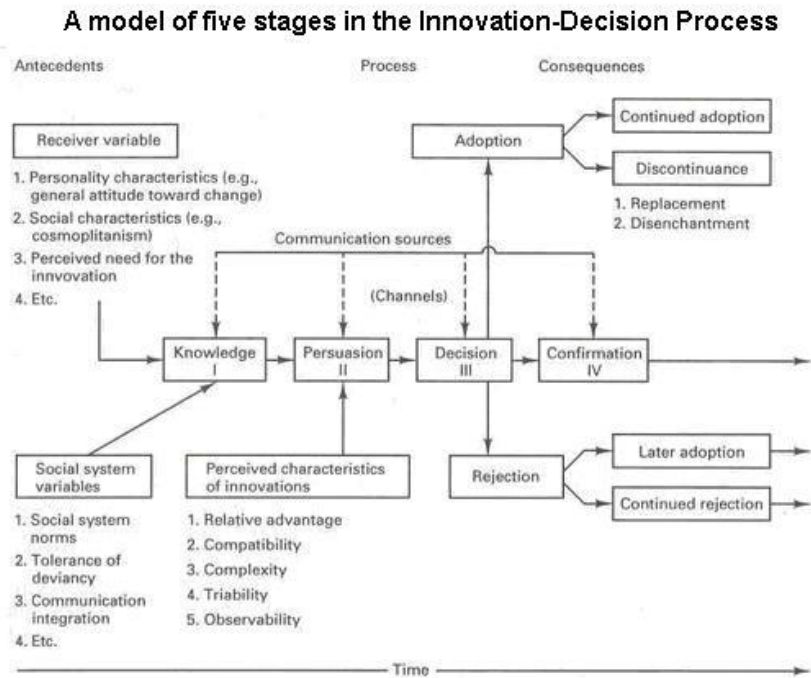 A model of five stages in the Innovation-Decision Process
Antecedents
Process
Consequences
Receiver variable
1. Personality characteristics (e.g.,
general attitude toward change)
2. Social characteristics (e.g.,
cosmoplitanism)
3. Perceived need for the
innvovation
4. Etc.
Adoption
Continued adoption
Discontinuance
1. Replacement
2. Disenchantment
Communication sources
(Channels)
Knowledge
I
Persuasion
II
Decision
III
Confirmation
IV
Social system
variables
1. Social system
norms
2. Tolerance of
deviancy
3. Communication
integration
4. Etc.
Perceived characteristics
of innovations
1. Relative advantage
2. Compatibility
3. Complexity
4. Triability
5. Observability
Rejection
Later adoption
Continued rejection
Time